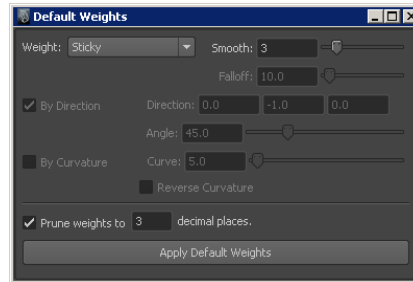 Default Weights
Weight: Sticky Smooth: 3
Falloff: 10.0
By Direction Direction: 0.0 -1.0 0.0
Angle: 45.0
By Curvature Curve: 5.0
Reverse Curvature
Prune weights to 3 decimal places.
Apply Default Weights